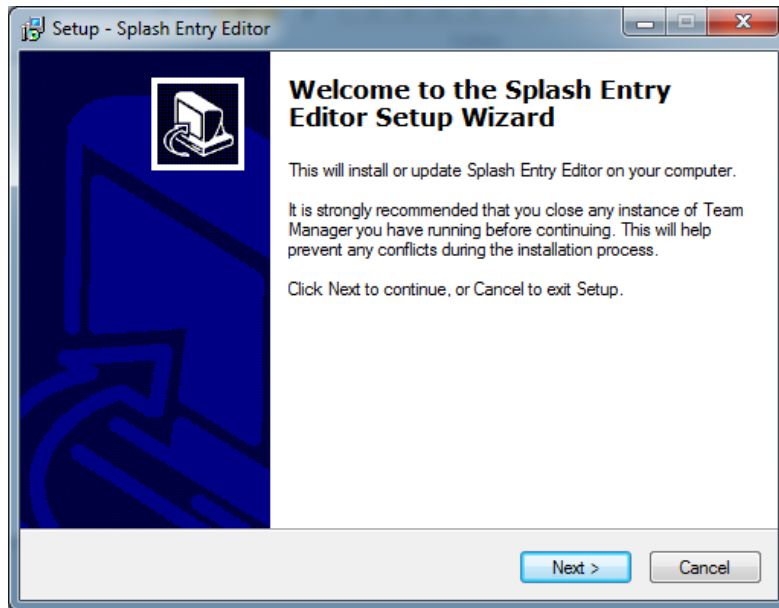 Setup - Splash Entry Editor
Welcome to the Splash Entry
Editor Setup Wizard
This will install or update Splash Entry Editor on your computer.
It is strongly recommended that you close any instance of Team
Manager you have running before continuing. This will help
prevent any conflicts during the installation process.
Click Next to continue, or Cancel to exit Setup.
Next >
Cancel